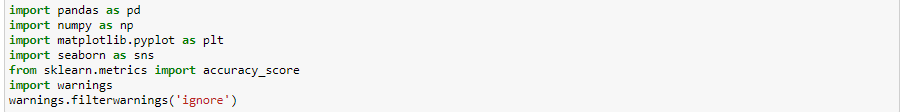 import pandas as pd
import numpy as np
import matplotlib.pyplot as plt
import seaborn as sns
from sklearn.metrics import accuracy_score
import warnings
warnings.filterwarnings('ignore')